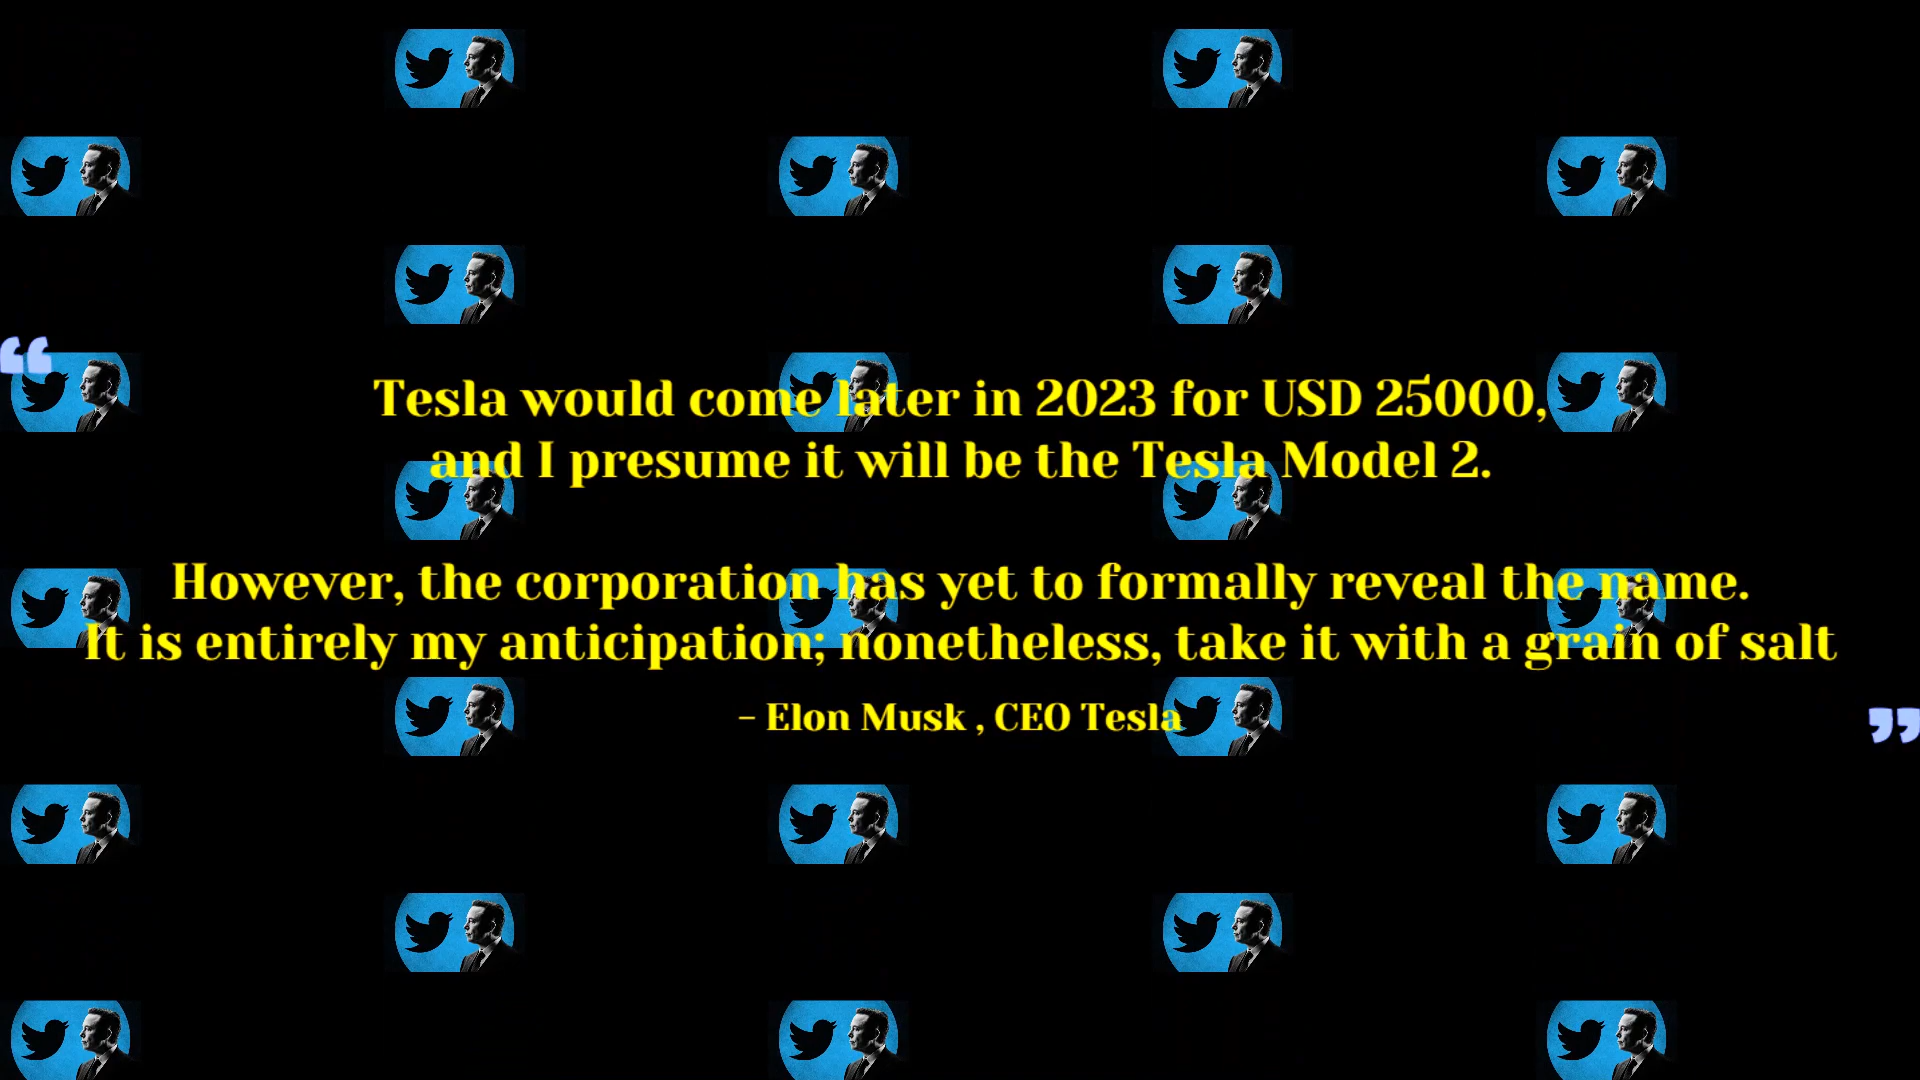 “
Tesla would come later in 2023 for USD 25000,
and I presume it will be the Tesla Model 2.
However, the corporation has yet to formally reveal the name.
It is entirely my anticipation; nonetheless, take it with a grain of salt
- Elon Musk , CEO Tesla
”